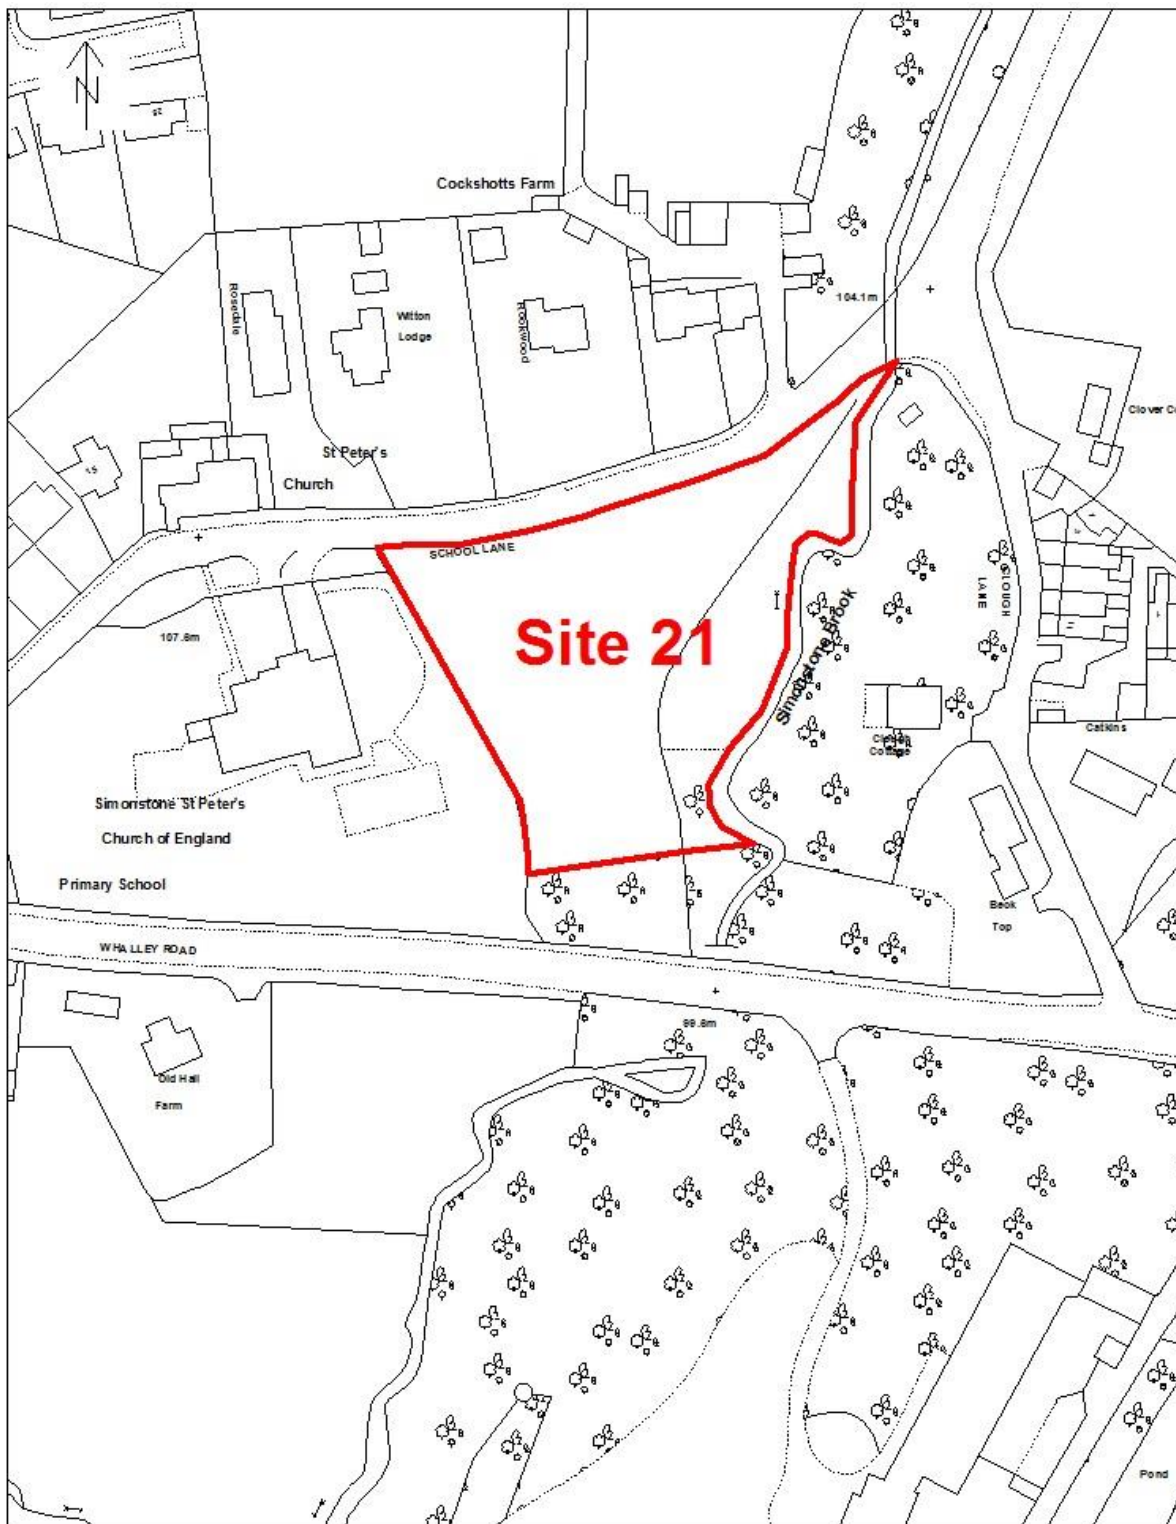 N
Cockshotts Farm
104.1m
Rosedale
Witton
Lodge
Rookwood
Clover
St Peter's
Church
SCHOOL LANE
CLOUGH
LANE
107.6m
Site 21
Simonstone Brook
Cottage
Catkins
Simonstone St Peter's
Church of England
Primary School
Beck
Top
WHALLEY ROAD
99.6m
Old Hall
Farm
Pond